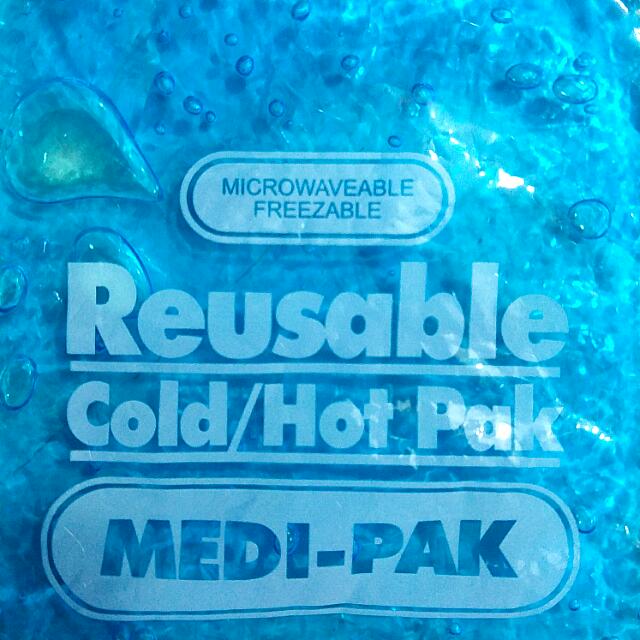 MICROWAVEABLE
FREEZABLE
Reusable
Cold/Hot Pak
MEDI-PAK